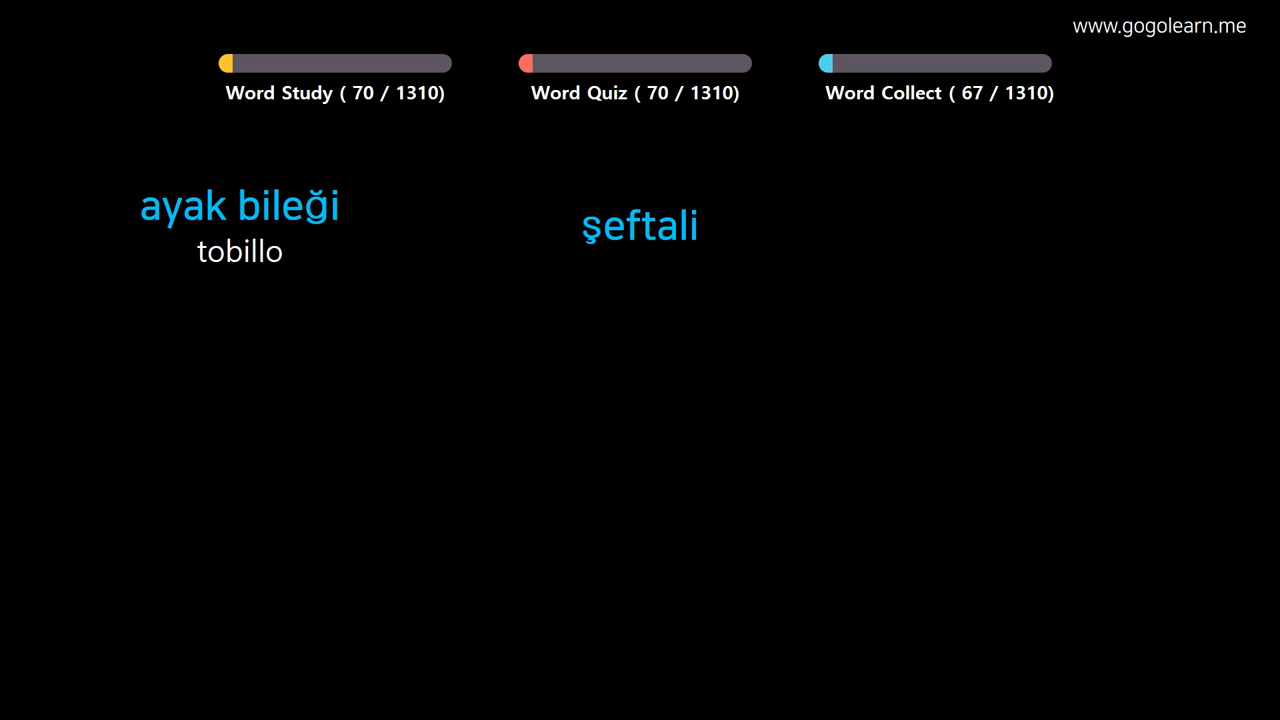 www.gogolearn.me
Word Study ( 70 / 1310)
Word Quiz ( 70 / 1310)
Word Collect ( 67 / 1310)
ayak bileği
tobillo
şeftali